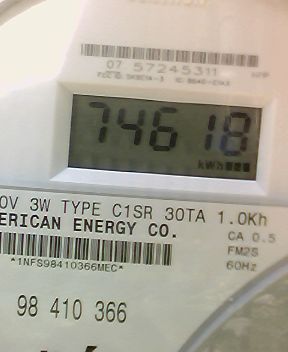 07 57245311
74618
kWh
0V 3W TYPE C1SR 30TA 1.0Kh
ERICAN ENERGY CO.
CA 0.5
FM2S
60Hz
*1NFS98410366MEC*
98 410 366